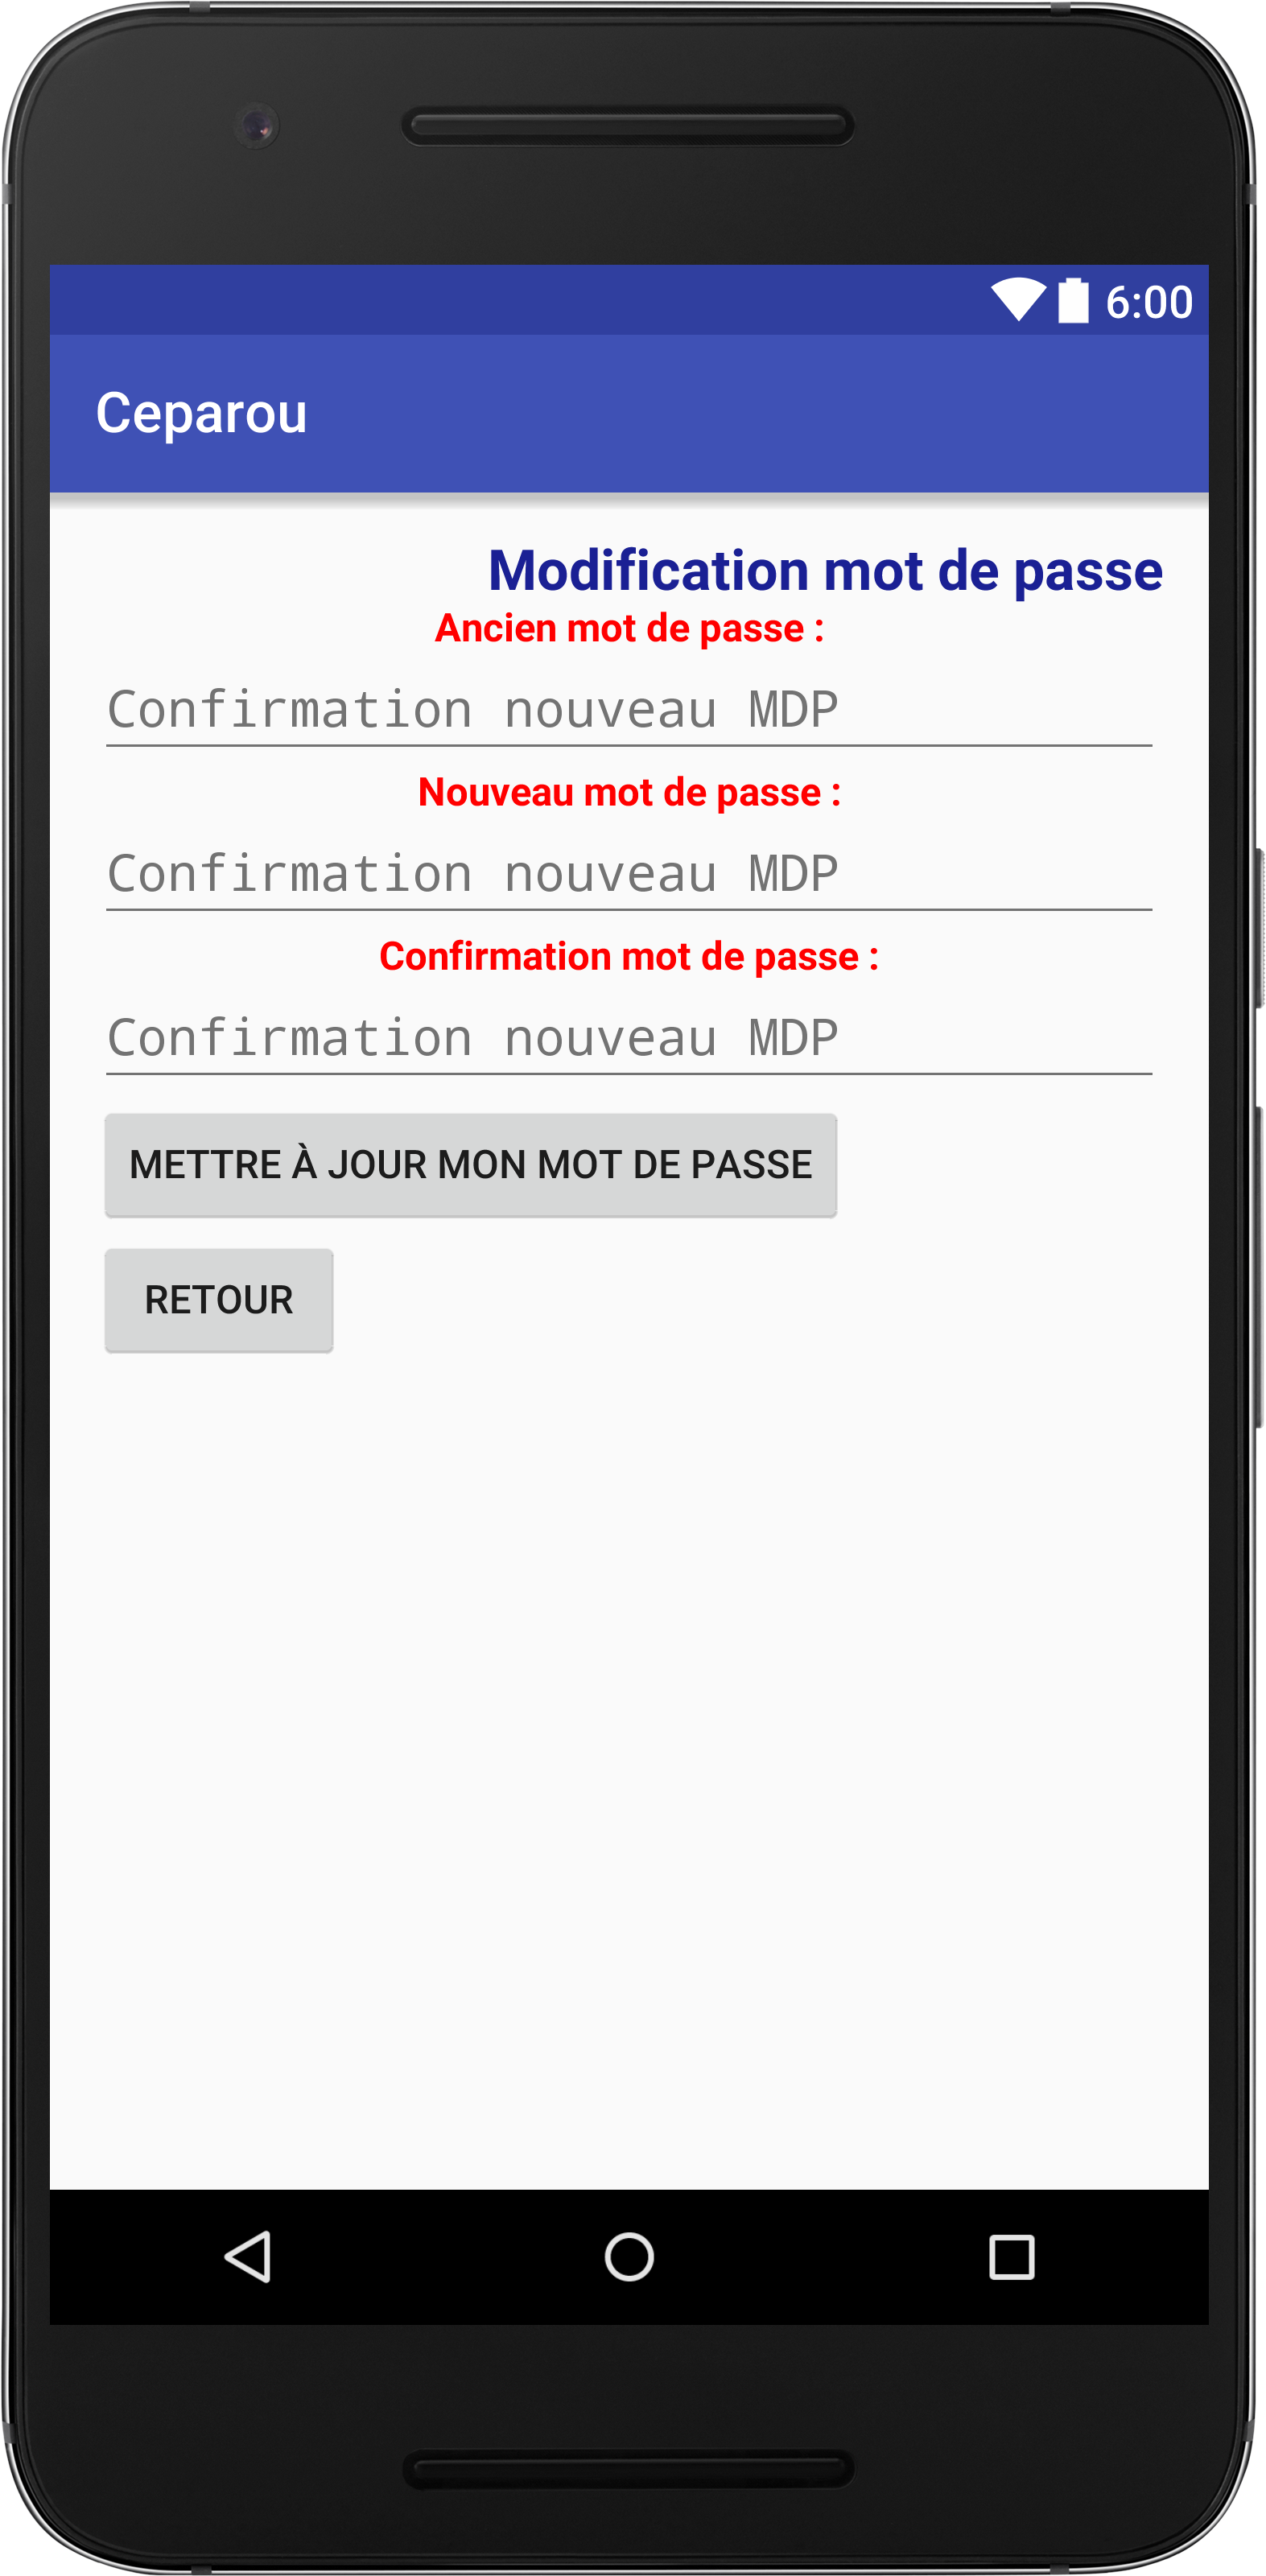 6:00
Ceparou
Modification mot de passe
Ancien mot de passe :
Confirmation nouveau MDP
Nouveau mot de passe :
Confirmation nouveau MDP
Confirmation mot de passe :
Confirmation nouveau MDP
METTRE À JOUR MON MOT DE PASSE
RETOUR